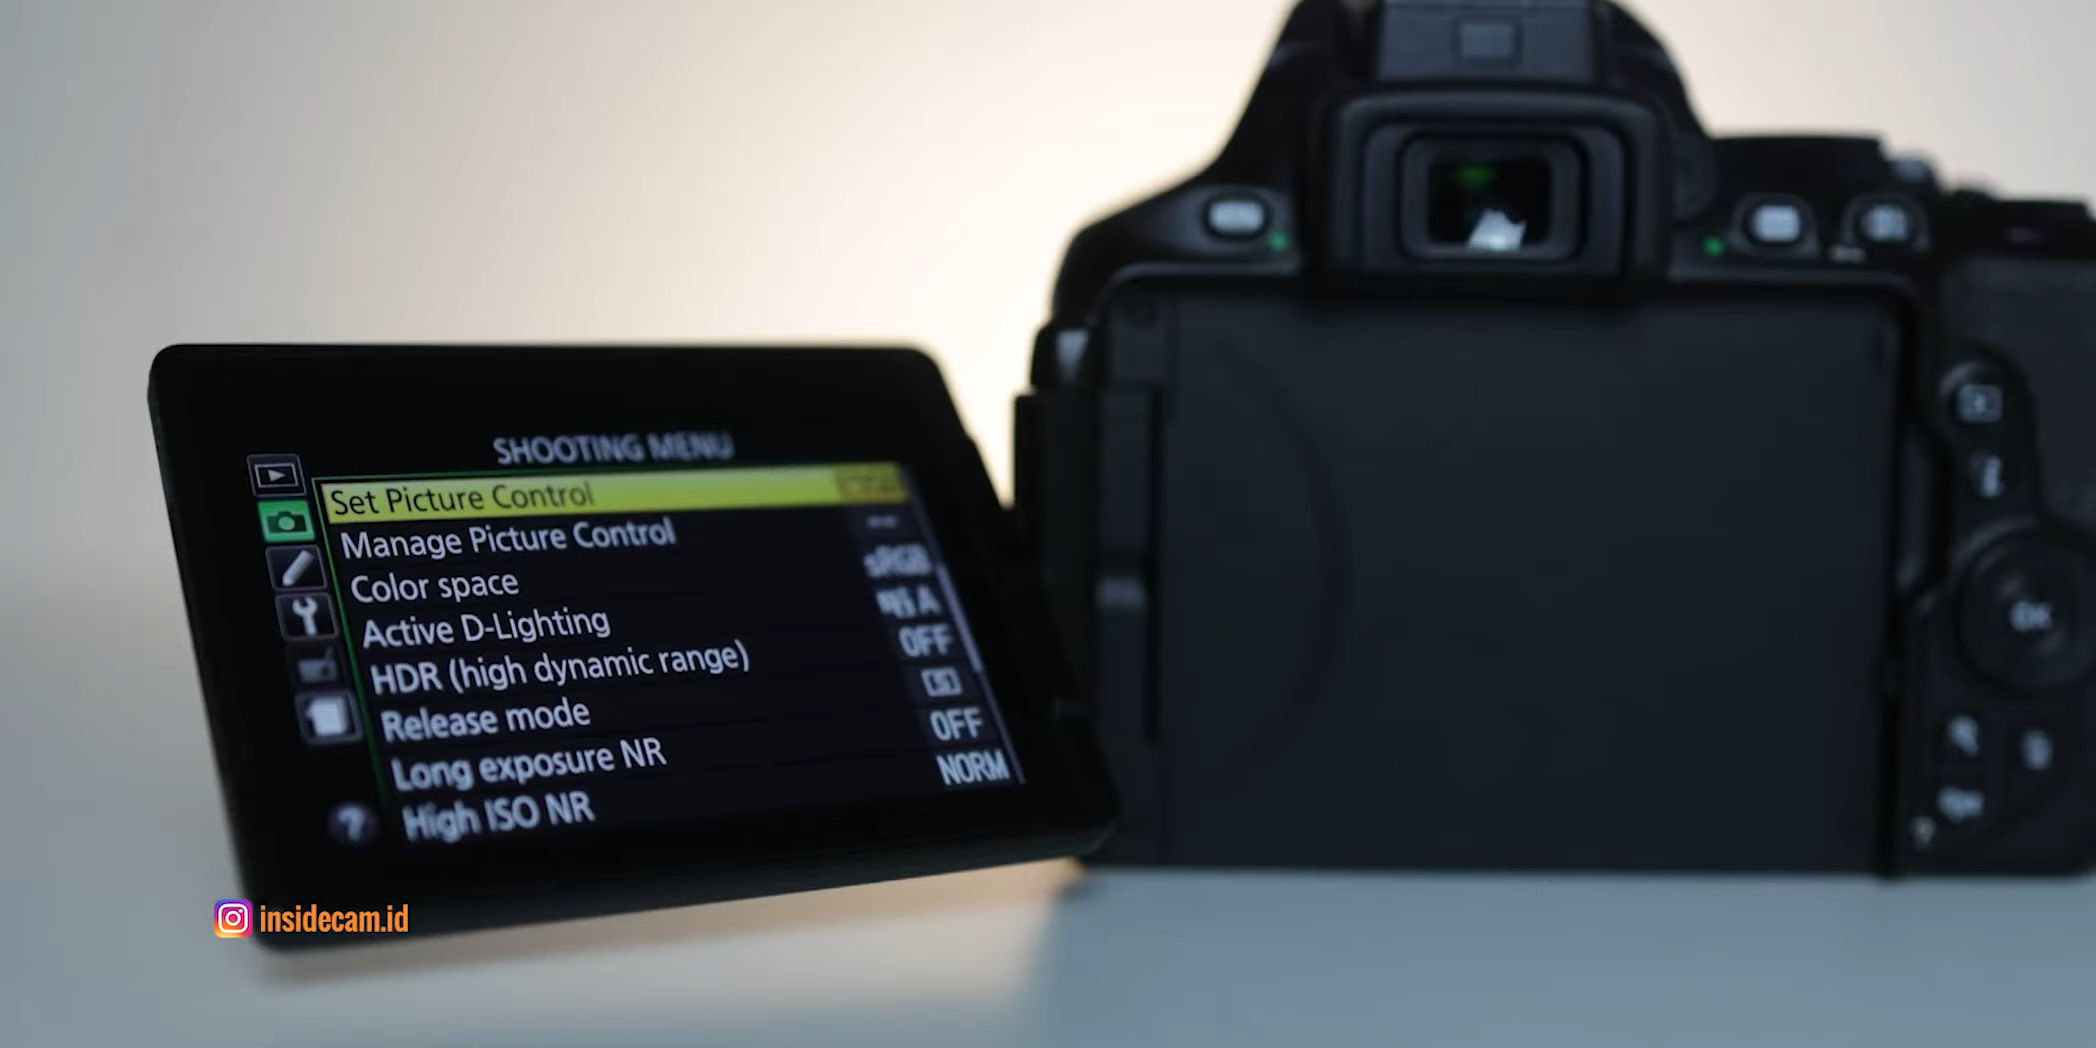 SHOOTING MENU
Set Picture Control
Manage Picture Control --
Color space sRGB
Active D-Lighting A
HDR (high dynamic range) OFF
Release mode S
Long exposure NR OFF
High ISO NR NORM
?
insidecam.id
OK